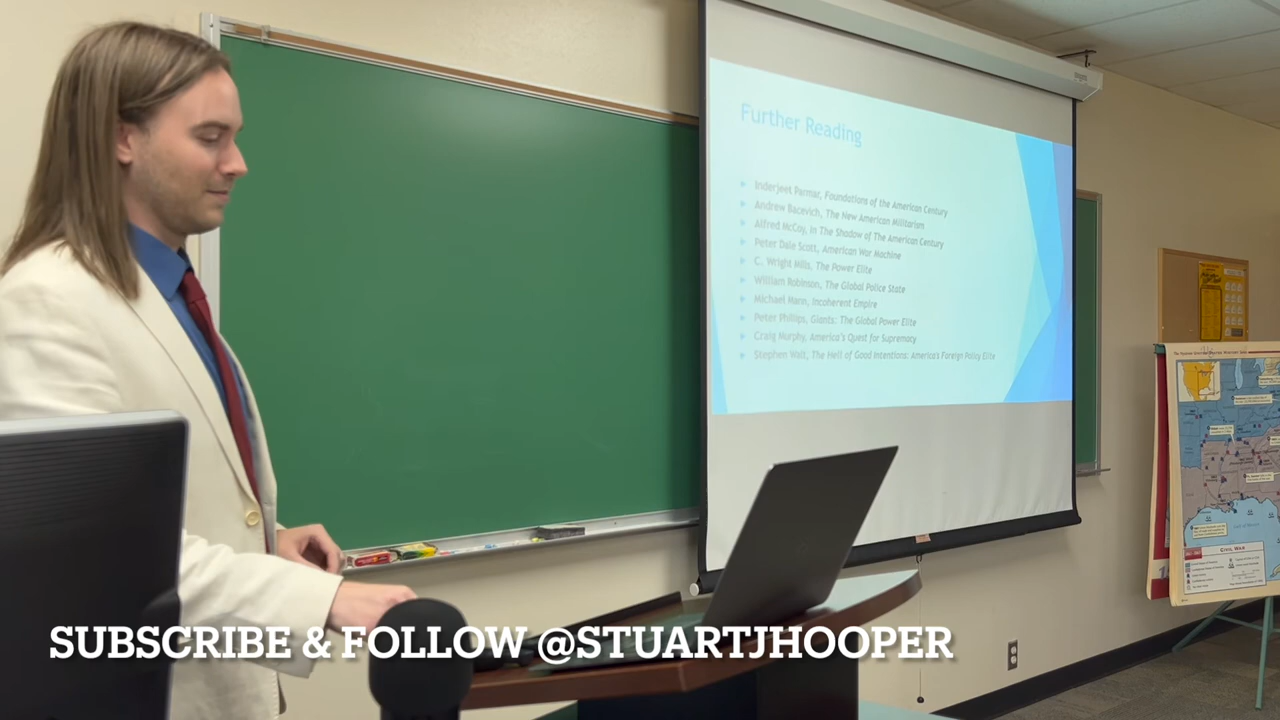 Further Reading
Inderjeet Parmar, Foundations of the American Century
Andrew Bacevich, The New American Militarism
Alfred McCoy, In The Shadow of The American Century
Peter Dale Scott, American War Machine
C. Wright Mills, The Power Elite
William Robinson, The Global Police State
Michael Mann, Incoherent Empire
Peter Phillips, Giants: The Global Power Elite
Craig Murphy, America's Quest for Supremacy
Stephen Walt, The Hell of Good Intentions: America's Foreign Policy Elite
CIVIL WAR
SUBSCRIBE & FOLLOW @STUARTJHOOPER